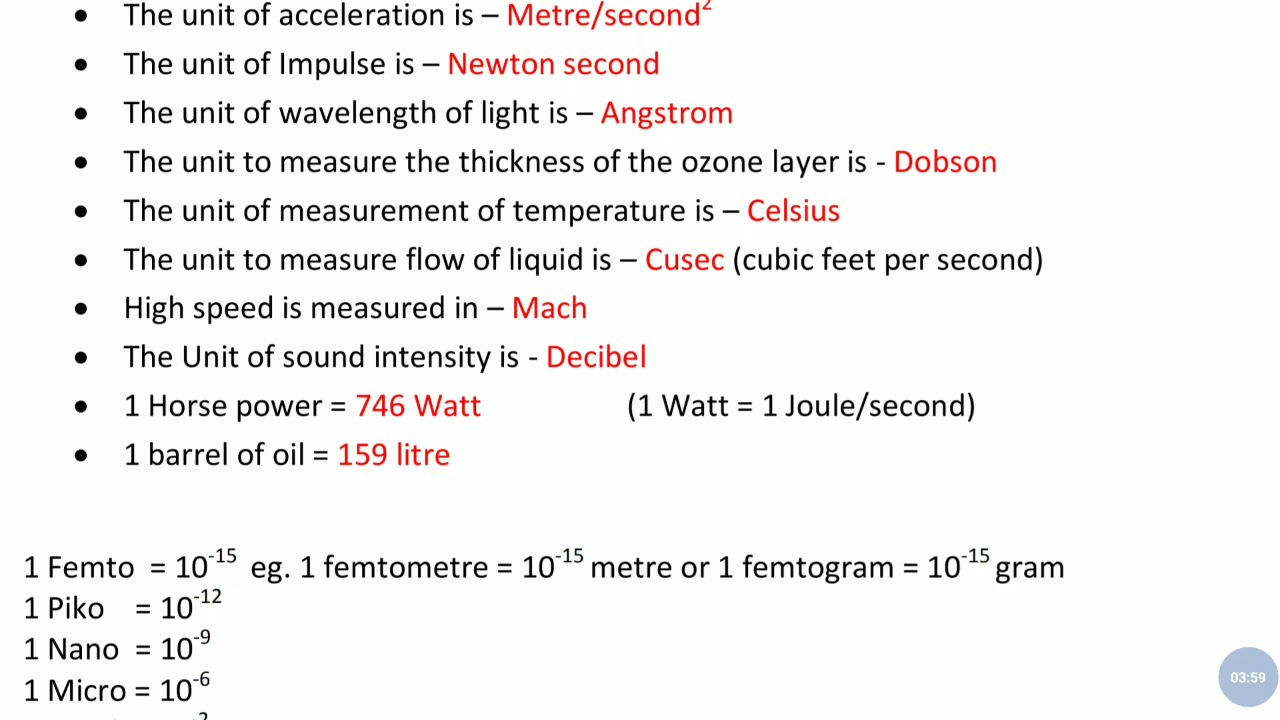 • The unit of acceleration is – Metre/second²
• The unit of Impulse is – Newton second
• The unit of wavelength of light is – Angstrom
• The unit to measure the thickness of the ozone layer is - Dobson
• The unit of measurement of temperature is – Celsius
• The unit to measure flow of liquid is – Cusec (cubic feet per second)
• High speed is measured in – Mach
• The Unit of sound intensity is - Decibel
• 1 Horse power = 746 Watt (1 Watt = 1 Joule/second)
• 1 barrel of oil = 159 litre
1 Femto = 10⁻¹⁵ eg. 1 femtometre = 10⁻¹⁵ metre or 1 femtogram = 10⁻¹⁵ gram
1 Piko = 10⁻¹²
1 Nano = 10⁻⁹
1 Micro = 10⁻⁶
03:59